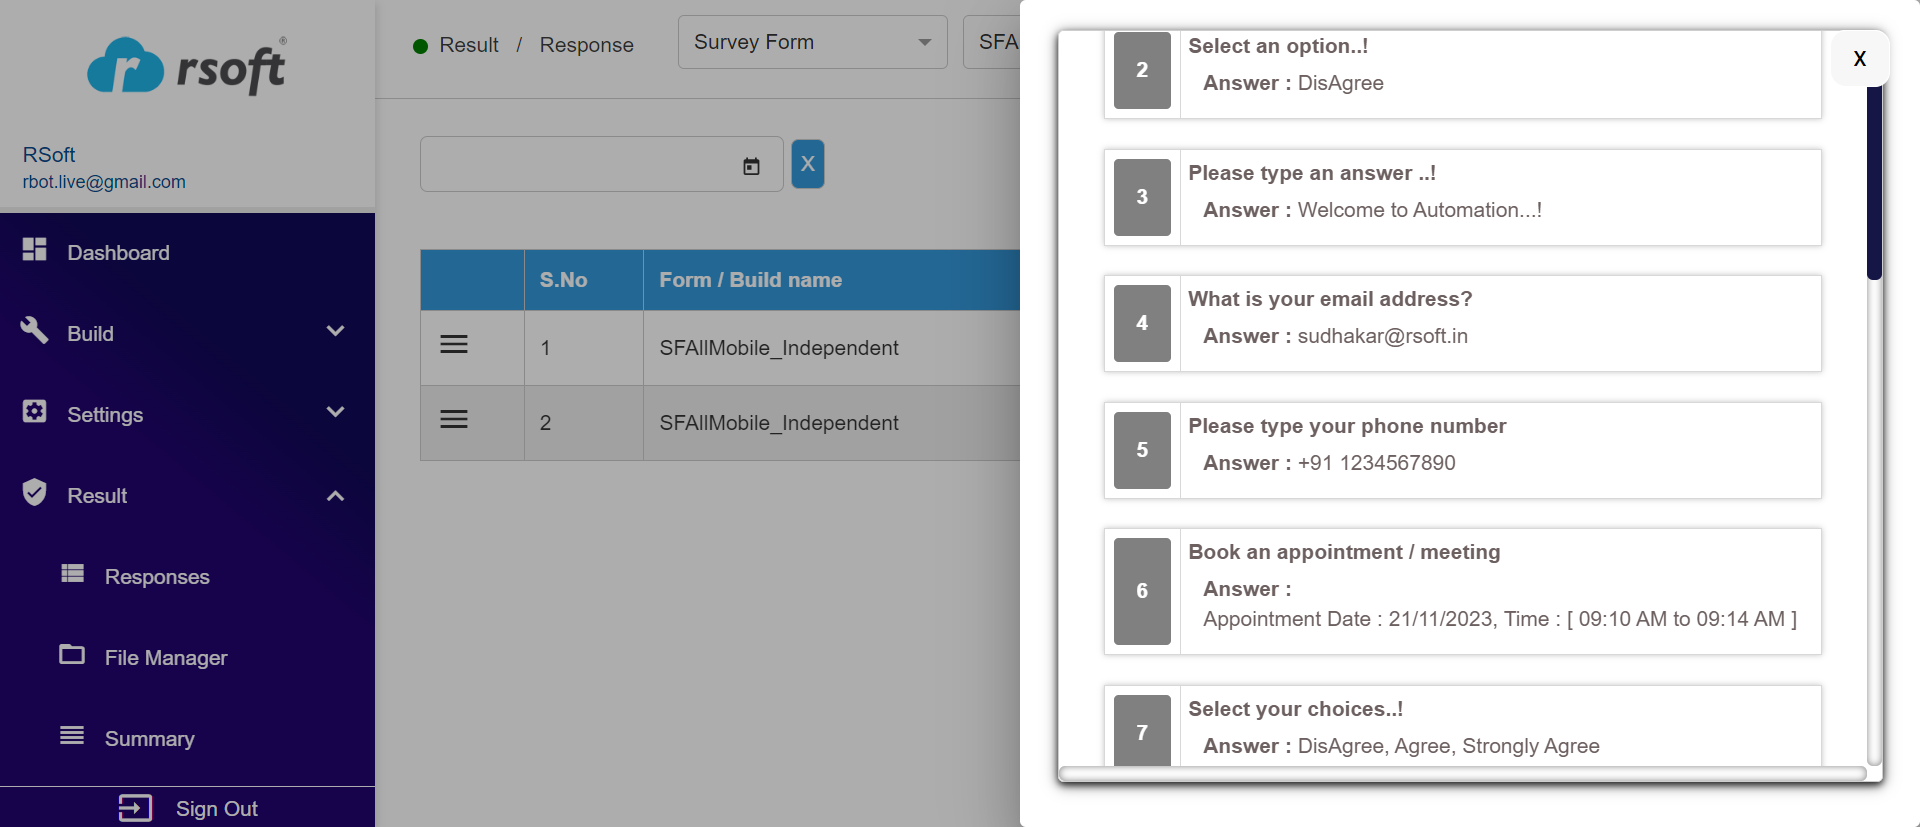 rsoft®
RSoft
rbot.live@gmail.com
Dashboard
Build
Settings
Result
Responses
File Manager
Summary
Sign Out
Result / Response
Survey Form
SFA
X
S.No
Form / Build name
1
SFAllMobile_Independent
2
SFAllMobile_Independent
X
2
Select an option..!
Answer : DisAgree
3
Please type an answer ..!
Answer : Welcome to Automation...!
4
What is your email address?
Answer : sudhakar@rsoft.in
5
Please type your phone number
Answer : +91 1234567890
6
Book an appointment / meeting
Answer :
Appointment Date : 21/11/2023, Time : [ 09:10 AM to 09:14 AM ]
7
Select your choices..!
Answer : DisAgree, Agree, Strongly Agree